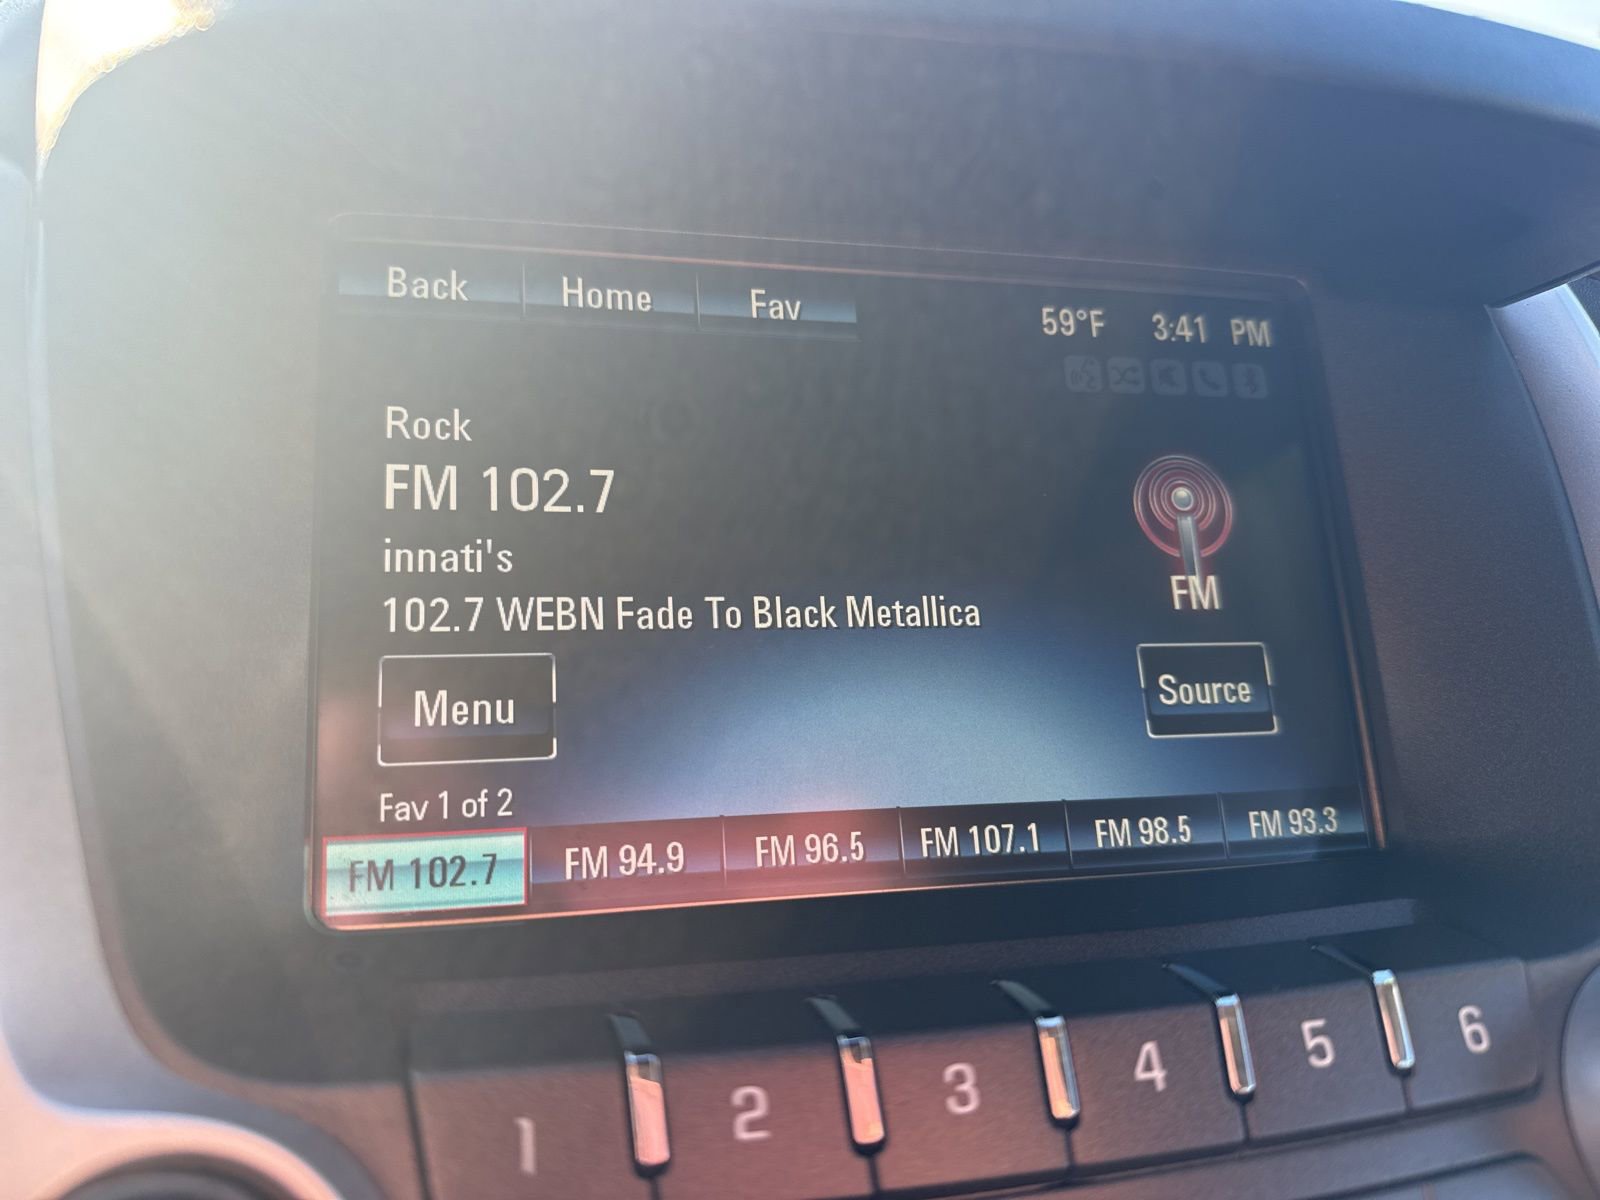 Back Home Fav 59°F 3:41 PM
Rock
FM 102.7
innati's
102.7 WEBN Fade To Black Metallica
FM
Menu
Source
Fav 1 of 2
FM 102.7 FM 94.9 FM 96.5 FM 107.1 FM 98.5 FM 93.3
1 2 3 4 5 6